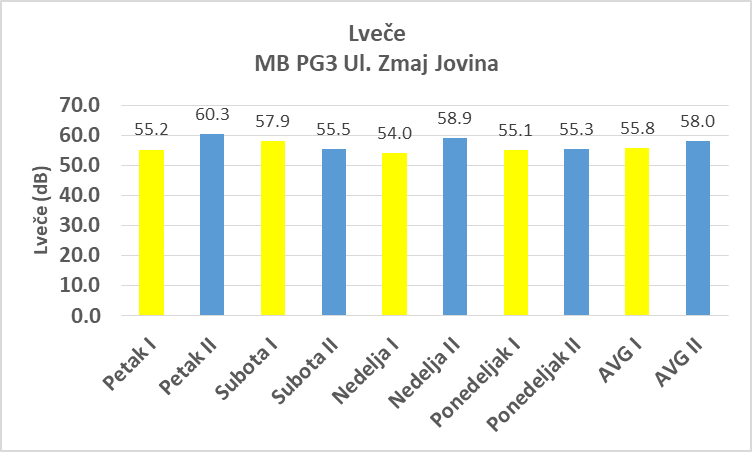 Lveče
MB PG3 Ul. Zmaj Jovina
Lveče (dB)
70.0
60.0
50.0
40.0
30.0
20.0
10.0
0.0
55.2
60.3
57.9
55.5
54.0
58.9
55.1
55.3
55.8
58.0
Petak I
Petak II
Subota I
Subota II
Nedelja I
Nedelja II
Ponedeljak I
Ponedeljak II
AVG I
AVG II